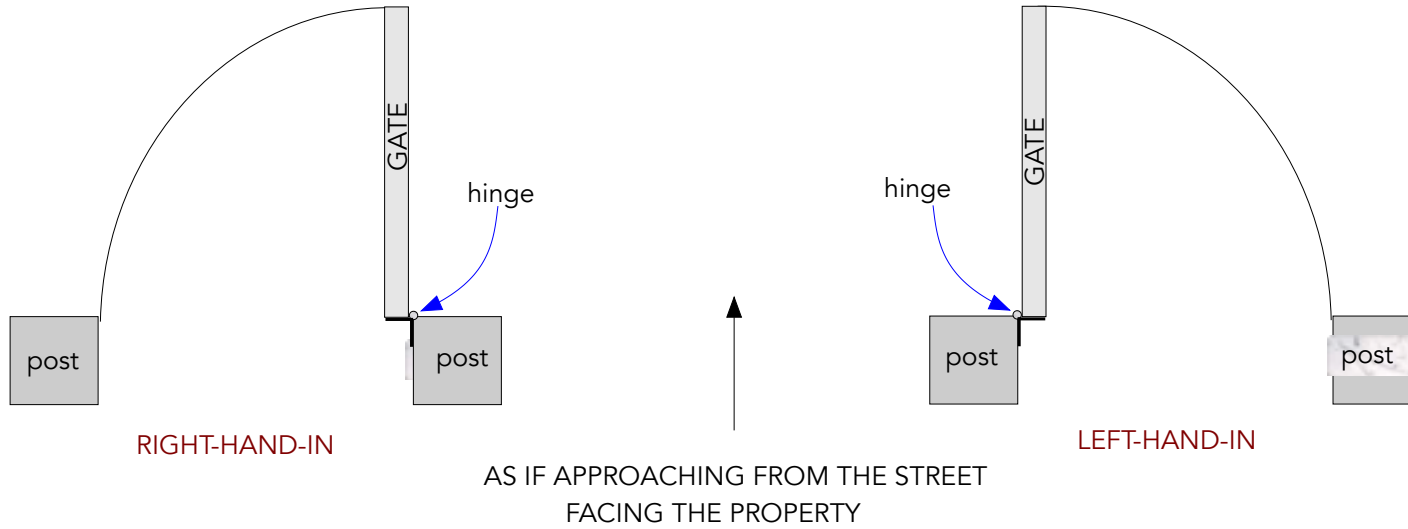 GATE
hinge
post
post
RIGHT-HAND-IN
GATE
hinge
post
post
LEFT-HAND-IN
AS IF APPROACHING FROM THE STREET
FACING THE PROPERTY